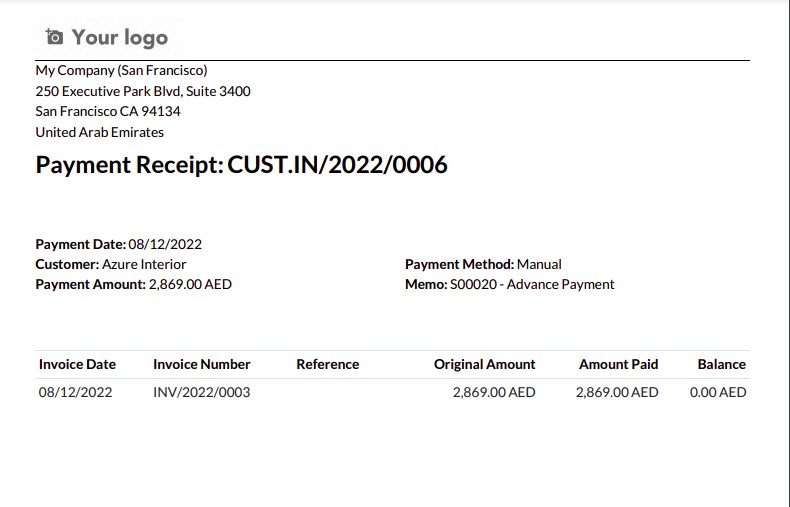 Your logo
My Company (San Francisco)
250 Executive Park Blvd, Suite 3400
San Francisco CA 94134
United Arab Emirates
Payment Receipt: CUST.IN/2022/0006
Payment Date: 08/12/2022
Customer: Azure Interior Payment Method: Manual
Payment Amount: 2,869.00 AED Memo: S00020 - Advance Payment
Invoice Date Invoice Number Reference Original Amount Amount Paid Balance
08/12/2022 INV/2022/0003 2,869.00 AED 2,869.00 AED 0.00 AED